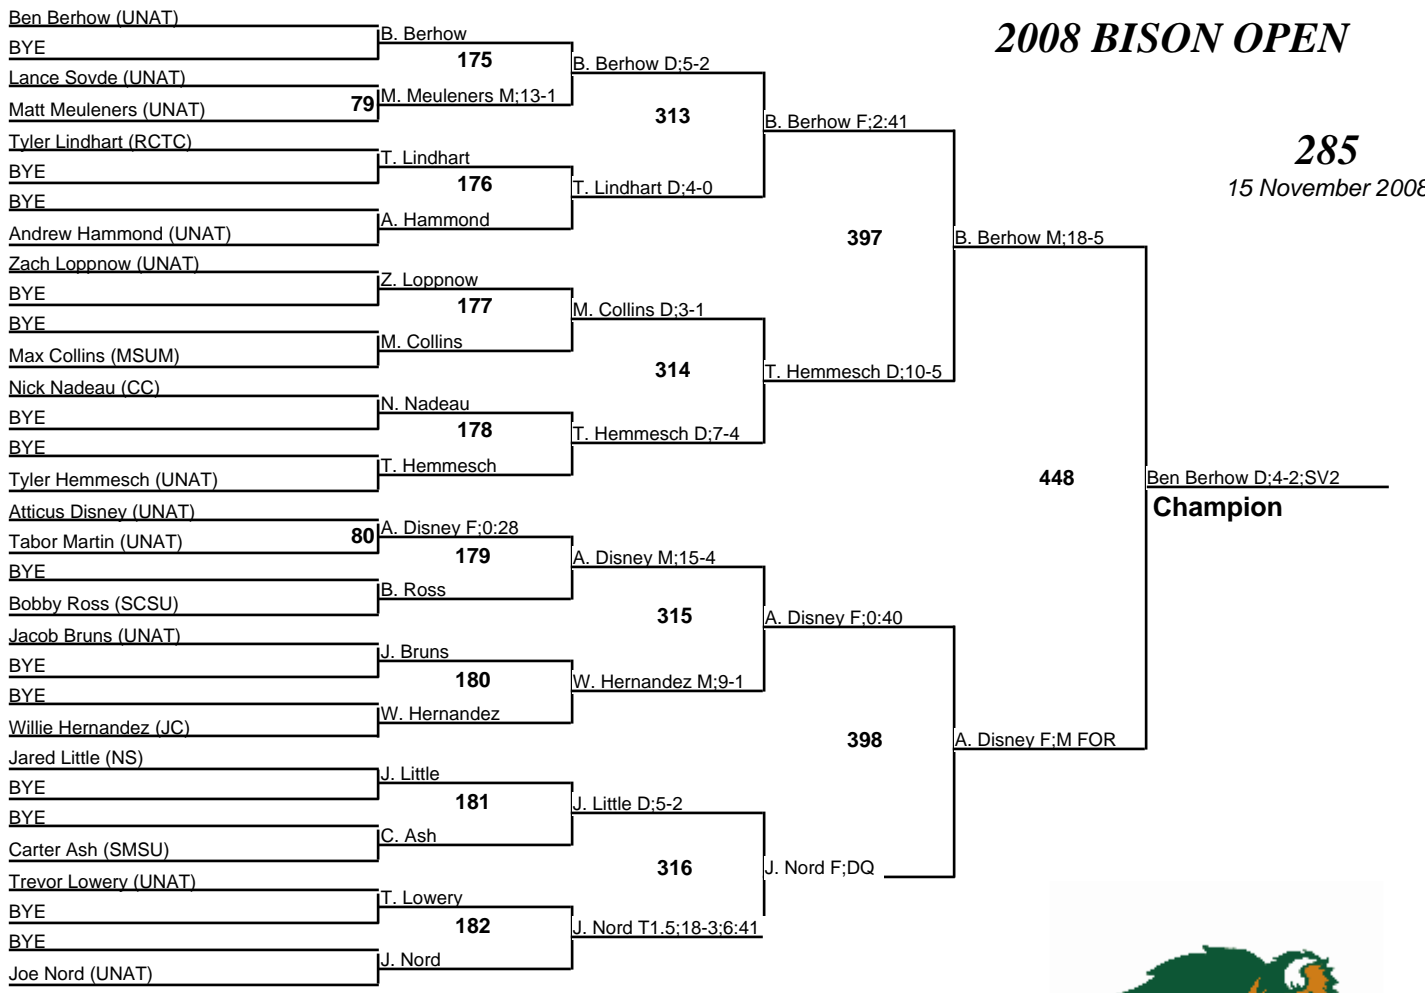 2008 BISON OPEN
285
15 November 2008
Ben Berhow (UNAT)
BYE
Lance Sovde (UNAT)
Matt Meuleners (UNAT)
Tyler Lindhart (RCTC)
BYE
BYE
Andrew Hammond (UNAT)
Zach Loppnow (UNAT)
BYE
BYE
Max Collins (MSUM)
Nick Nadeau (CC)
BYE
BYE
Tyler Hemmesch (UNAT)
Atticus Disney (UNAT)
Tabor Martin (UNAT)
BYE
Bobby Ross (SCSU)
Jacob Bruns (UNAT)
BYE
BYE
Willie Hernandez (JC)
Jared Little (NS)
BYE
BYE
Carter Ash (SMSU)
Trevor Lowery (UNAT)
BYE
BYE
Joe Nord (UNAT)
79
80
B. Berhow
175
M. Meuleners M;13-1
T. Lindhart
176
A. Hammond
Z. Loppnow
177
M. Collins
N. Nadeau
178
T. Hemmesch
A. Disney F;0:28
179
B. Ross
J. Bruns
180
W. Hernandez
J. Little
181
C. Ash
T. Lowery
182
J. Nord
B. Berhow D;5-2
313
T. Lindhart D;4-0
M. Collins D;3-1
314
T. Hemmesch D;7-4
A. Disney M;15-4
315
W. Hernandez M;9-1
J. Little D;5-2
316
J. Nord T1.5;18-3;6:41
B. Berhow F;2:41
397
T. Hemmesch D;10-5
A. Disney F;0:40
398
J. Nord F;DQ
B. Berhow M;18-5
448
A. Disney F;M FOR
Ben Berhow D;4-2;SV2
Champion